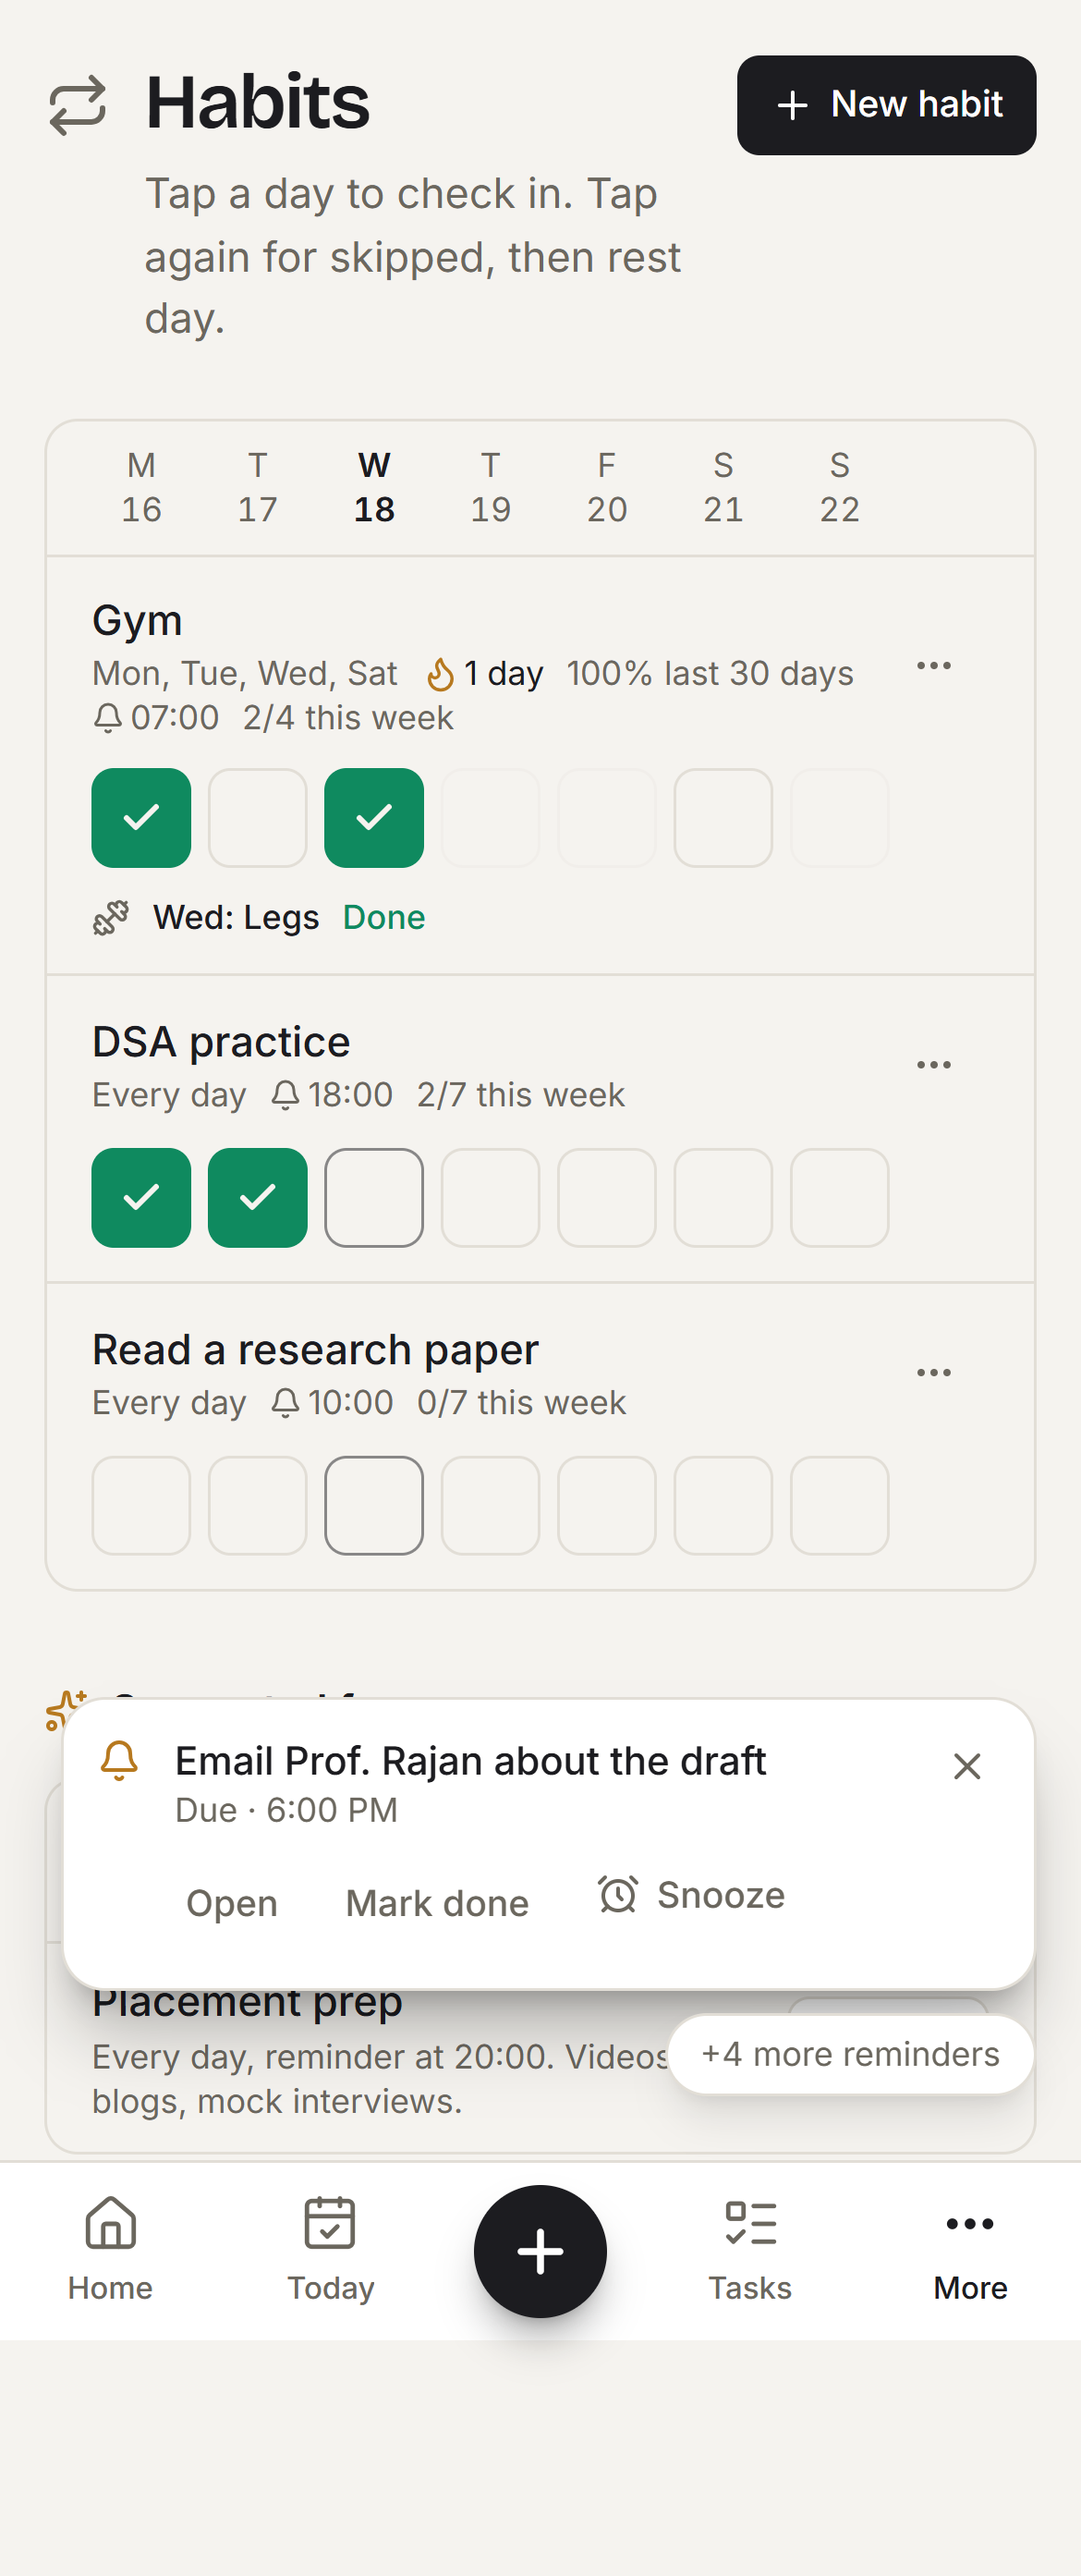 Habits
New habit
Tap a day to check in. Tap
again for skipped, then rest
day.
M T W T F S S
16 17 18 19 20 21 22
Gym
Mon, Tue, Wed, Sat 1 day 100% last 30 days
07:00 2/4 this week
Wed: Legs Done
DSA practice
Every day 18:00 2/7 this week
Read a research paper
Every day 10:00 0/7 this week
Email Prof. Rajan about the draft
Due · 6:00 PM
Open Mark done Snooze
Placement prep
Every day, reminder at 20:00. Videos
+4 more reminders
blogs, mock interviews.
Home Today Tasks More